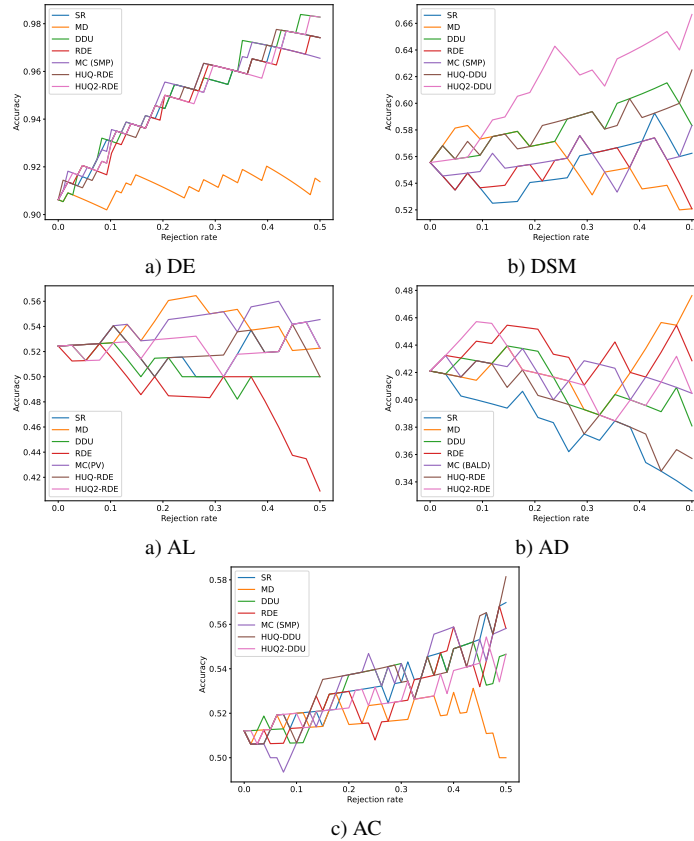 SR
MD
DDU
RDE
MC (SMP)
HUQ-RDE
HUQ2-RDE
0.98
0.96
0.94
0.92
0.90
Accuracy
0.0
0.1
0.2
0.3
0.4
0.5
Rejection rate
a) DE
SR
MD
DDU
RDE
MC (SMP)
HUQ-DDU
HUQ2-DDU
0.66
0.64
0.62
0.60
0.58
0.56
0.54
0.52
Accuracy
0.0
0.1
0.2
0.3
0.4
0.5
Rejection rate
b) DSM
0.56
0.54
0.52
0.50
0.48
0.46
0.44
0.42
Accuracy
SR
MD
DDU
RDE
MC(PV)
HUQ-RDE
HUQ2-RDE
0.0
0.1
0.2
0.3
0.4
0.5
Rejection rate
a) AL
0.48
0.46
0.44
0.42
0.40
0.38
0.36
0.34
Accuracy
SR
MD
DDU
RDE
MC (BALD)
HUQ-RDE
HUQ2-RDE
0.0
0.1
0.2
0.3
0.4
0.5
Rejection rate
b) AD
SR
MD
DDU
RDE
MC (SMP)
HUQ-DDU
HUQ2-DDU
0.58
0.56
0.54
0.52
0.50
Accuracy
0.0
0.1
0.2
0.3
0.4
0.5
Rejection rate
c) AC